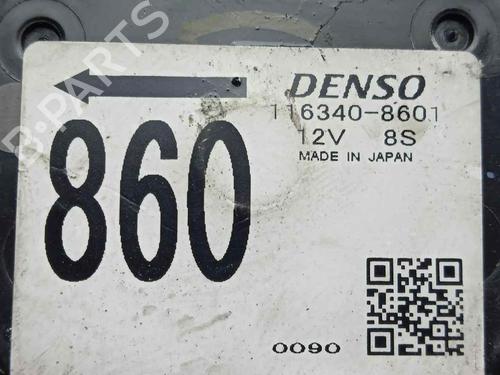 DENSO
116340-8601
12V 8S
MADE IN JAPAN
860
0090
B-PARTS